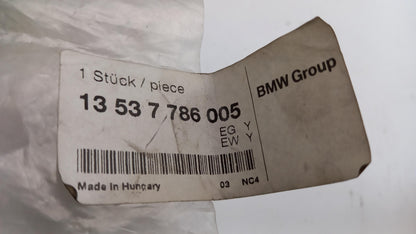 1 Stück / piece
13 53 7 786 005
EG Y
EW Y
Made in Hungary 03 NC4
BMW Group